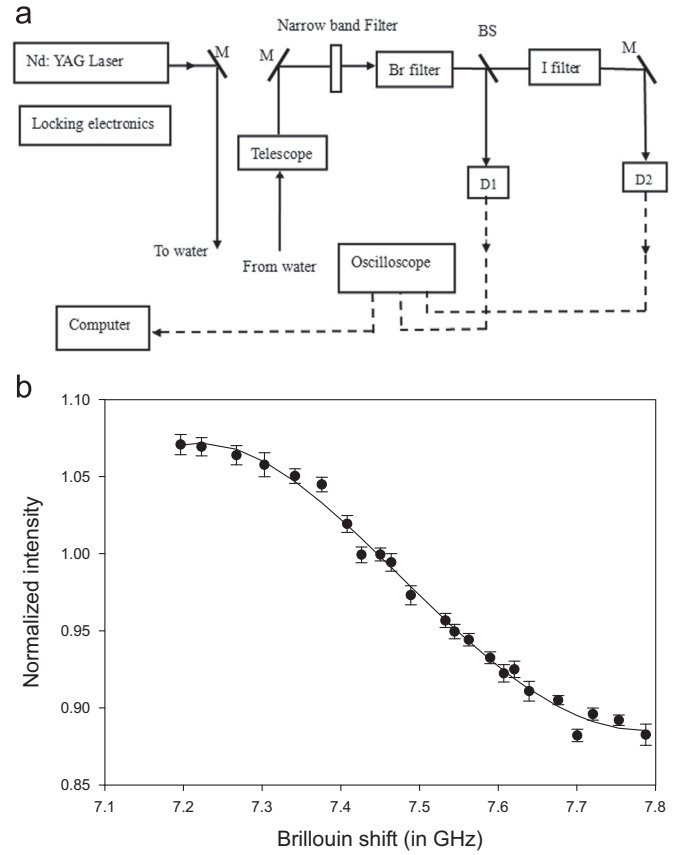 a
Narrow band Filter
BS
Nd: YAG Laser
M
M
Br filter
I filter
M
Locking electronics
Telescope
D1
D2
To water
From water
Oscilloscope
Computer
b
1.10
1.05
1.00
0.95
0.90
0.85
Normalized intensity
7.1 7.2 7.3 7.4 7.5 7.6 7.7 7.8
Brillouin shift (in GHz)